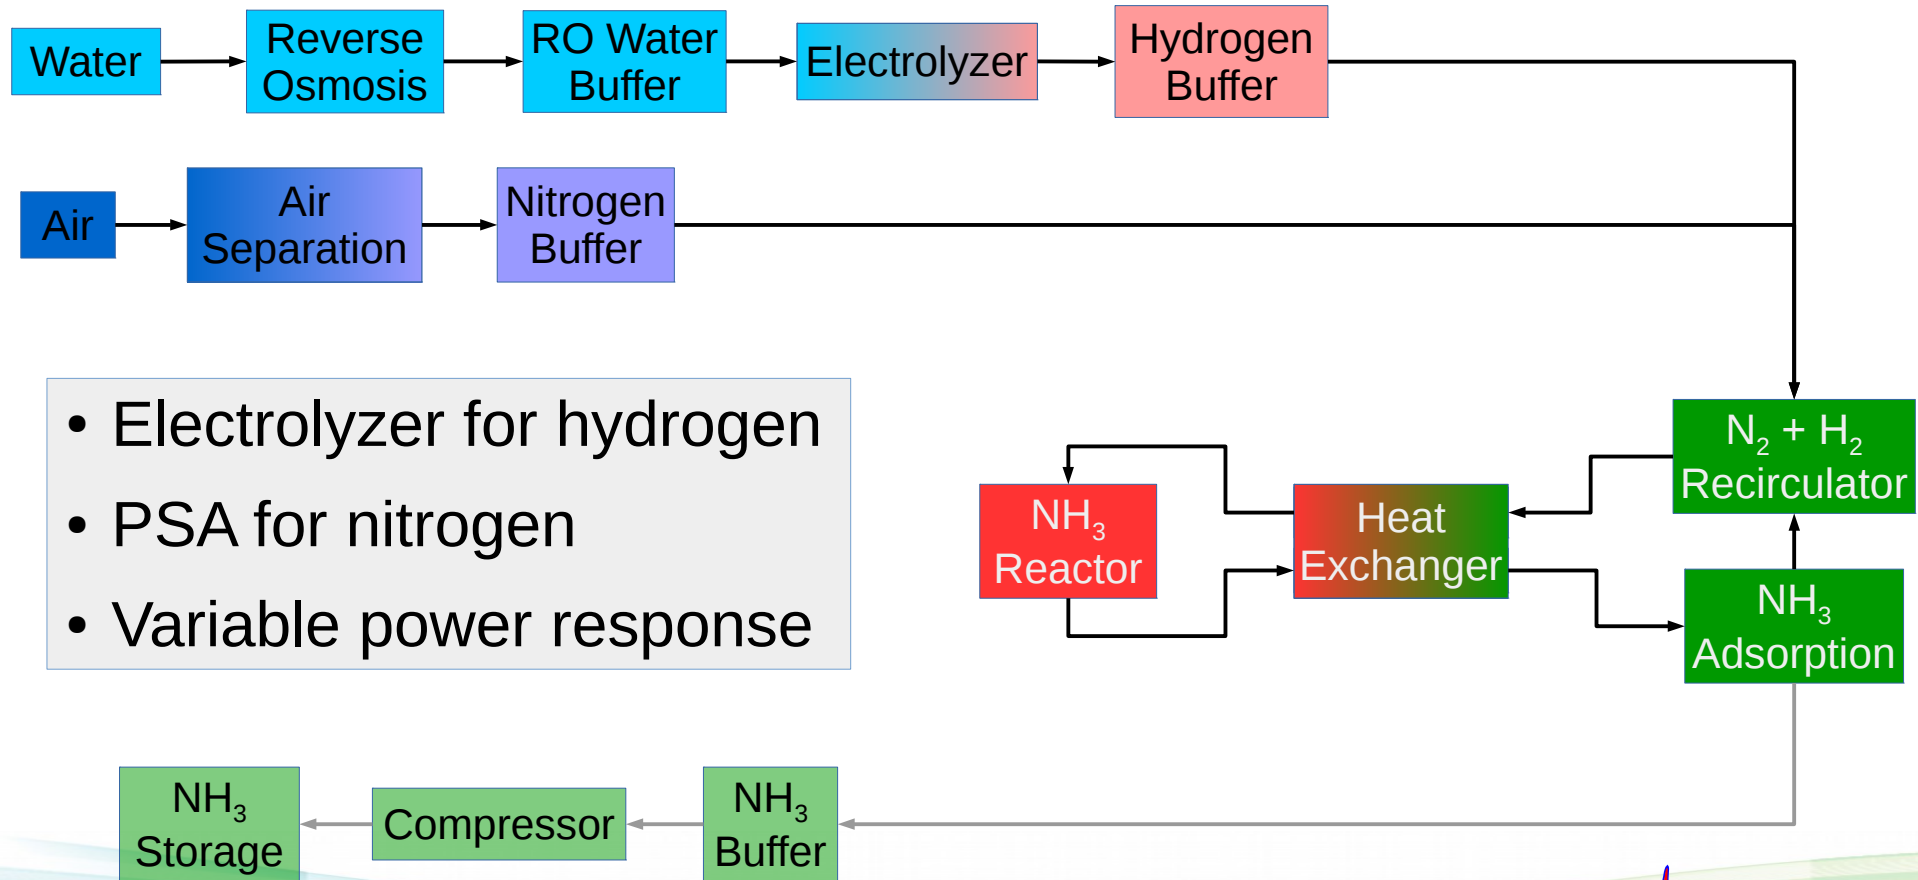 Water
Reverse
Osmosis
RO Water
Buffer
Electrolyzer
Hydrogen
Buffer
Air
Air
Separation
Nitrogen
Buffer
• Electrolyzer for hydrogen
• PSA for nitrogen
• Variable power response
NH₃
Reactor
Heat
Exchanger
N₂ + H₂
Recirculator
NH₃
Adsorption
NH₃
Storage
Compressor
NH₃
Buffer